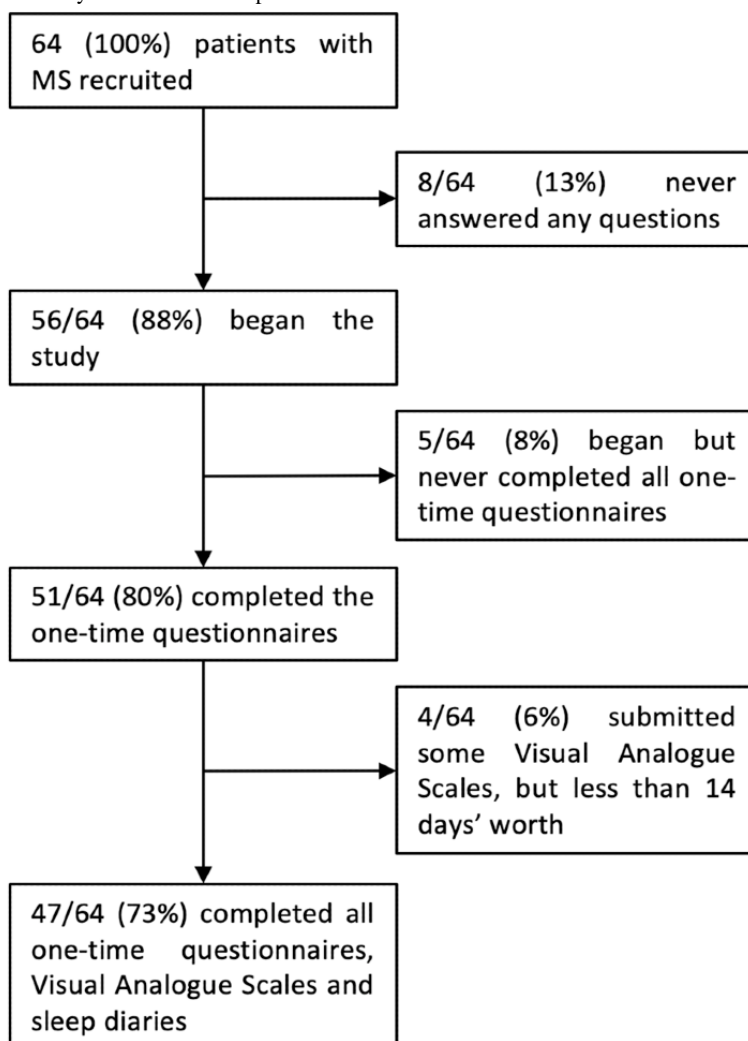 64 (100%) patients with
MS recruited
8/64 (13%) never
answered any questions
56/64 (88%) began the
study
5/64 (8%) began but
never completed all one-
time questionnaires
51/64 (80%) completed the
one-time questionnaires
4/64 (6%) submitted
some Visual Analogue
Scales, but less than 14
days’ worth
47/64 (73%) completed all
one-time questionnaires,
Visual Analogue Scales and
sleep diaries